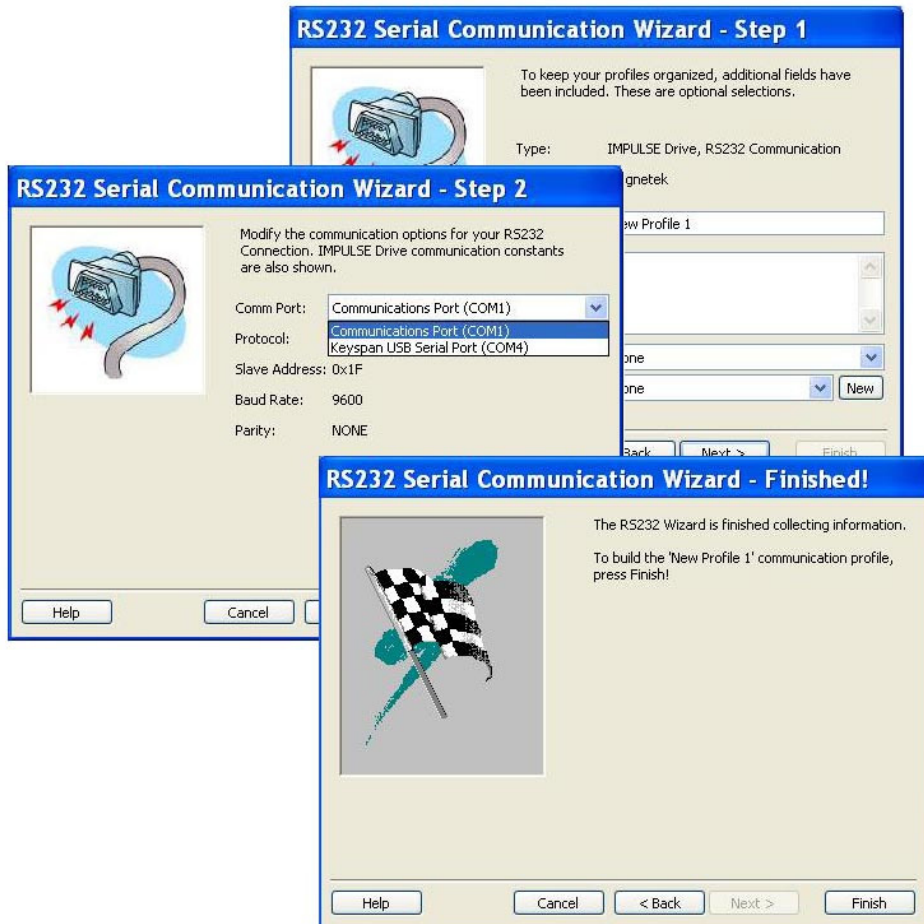 RS232 Serial Communication Wizard - Step 1
To keep your profiles organized, additional fields have
been included. These are optional selections.
Type: IMPULSE Drive, RS232 Communication
gnetek
ew Profile 1
one
one New
Back Next > Finish
RS232 Serial Communication Wizard - Step 2
Modify the communication options for your RS232
Connection. IMPULSE Drive communication constants
are also shown.
Comm Port: Communications Port (COM1)
Communications Port (COM1)
Protocol:
Keyspan USB Serial Port (COM4)
Slave Address: 0x1F
Baud Rate: 9600
Parity: NONE
Help Cancel
RS232 Serial Communication Wizard - Finished!
The RS232 Wizard is finished collecting information.
To build the 'New Profile 1' communication profile,
press Finish!
Help Cancel < Back Next > Finish